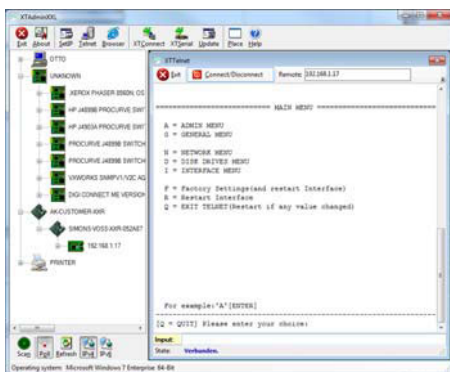 XTAdminXXL
Exit About SetIP Telnet Browser XTConnect XTSerial Update Place Help
OTTO
UNKNOWN
XEROX PHASER 8560N, OS
HP J4899B PROCURVE SWIT
HP J4903A PROCURVE SWIT
PROCURVE J4899B SWITCH
PROCURVE J4899B SWITCH
VXWORKS SNMPV1/V2C AG
DIGI CONNECT ME VERSION
AK-CUSTOMER-AXR
SIMONS-VOSS-AXR-052A67
192.168.1.17
PRINTER
Scan Poll Refresh IPv4 IPv6
Operating system: Microsoft Windows 7 Enterprise 64-Bit
XTTelnet
Exit Connect/Disconnect Remote: 192.168.1.17
MAIN MENU
A = ADMIN MENU
G = GENERAL MENU
N = NETWORK MENU
D = DISK DRIVES MENU
I = INTERFACE MENU
F = Factory Settings(and restart Interface)
R = Restart Interface
Q = EXIT TELNET(Restart if any value changed)
For example:'A'[ENTER]
[Q = QUIT] Please enter your choice:
Input:
State: Verbunden.